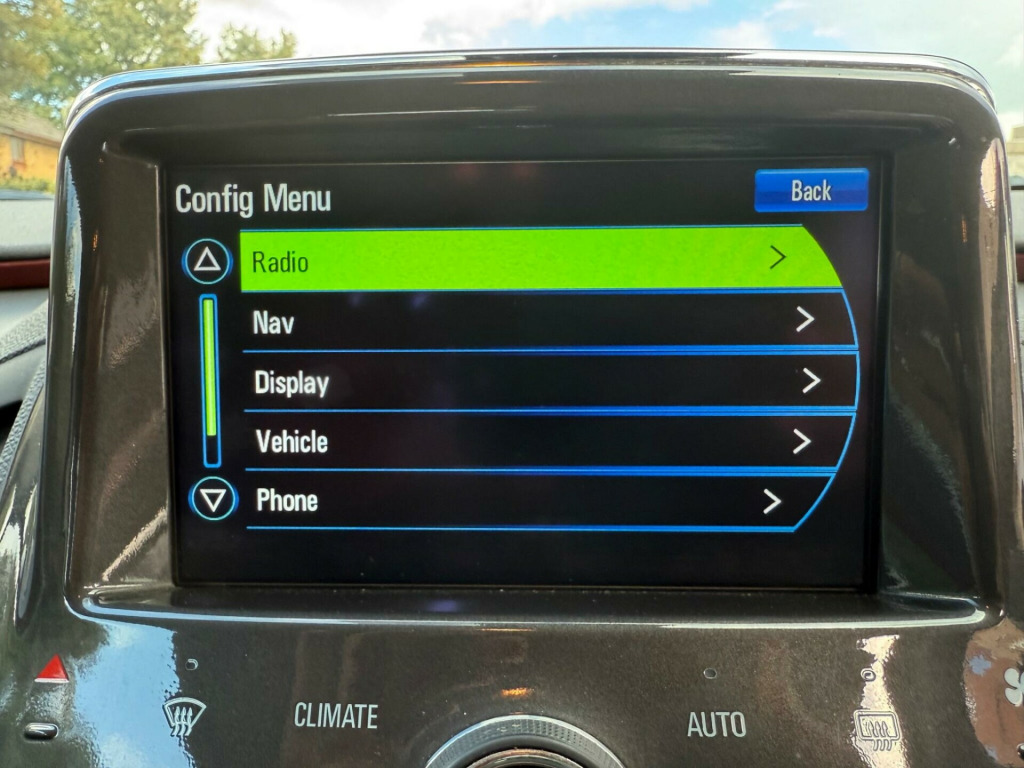 Config Menu
Back
Radio
Nav
Display
Vehicle
Phone
CLIMATE
AUTO